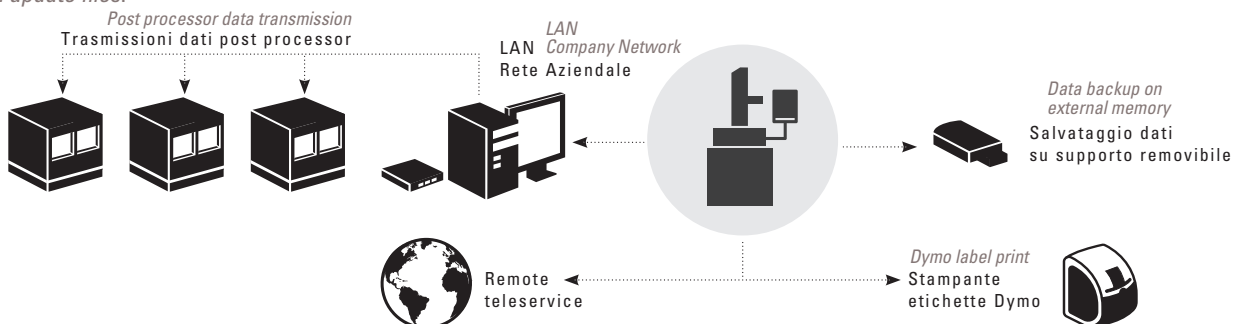 update files.
Post processor data transmission
Trasmissioni dati post processor
LAN
Company Network
LAN
Rete Aziendale
Data backup on
external memory
Salvataggio dati
su supporto removibile
Remote
teleservice
Dymo label print
Stampante
etichette Dymo